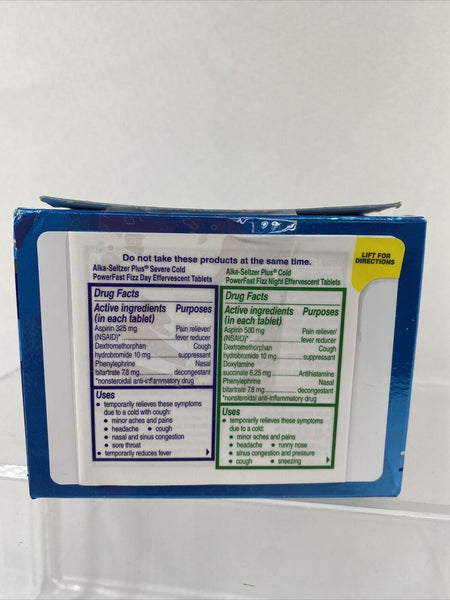 Do not take these products at the same time.
LIFT FOR
DIRECTIONS
Alka-Seltzer Plus® Severe Cold
PowerFast Fizz Day Effervescent Tablets
Drug Facts
Active ingredients Purposes
(in each tablet)
Aspirin 325 mg Pain reliever/
(NSAID)* fever reducer
Dextromethorphan Cough
hydrobromide 10 mg suppressant
Phenylephrine Nasal
bitartrate 7.8 mg decongestant
*nonsteroidal anti-inflammatory drug
Uses
• temporarily relieves these symptoms
due to a cold with cough:
• minor aches and pains
• headache • cough
• nasal and sinus congestion
• sore throat
• temporarily reduces fever
Alka-Seltzer Plus® Cold
PowerFast Fizz Night Effervescent Tablets
Drug Facts
Active ingredients Purposes
(in each tablet)
Aspirin 500 mg Pain reliever/
(NSAID)* fever reducer
Dextromethorphan Cough
hydrobromide 10 mg suppressant
Doxylamine
succinate 6.25 mg Antihistamine
Phenylephrine Nasal
bitartrate 7.8 mg decongestant
*nonsteroidal anti-inflammatory drug
Uses
• temporarily relieves these symptoms
due to a cold:
• minor aches and pains
• headache • runny nose
• sinus congestion and pressure
• cough • sneezing